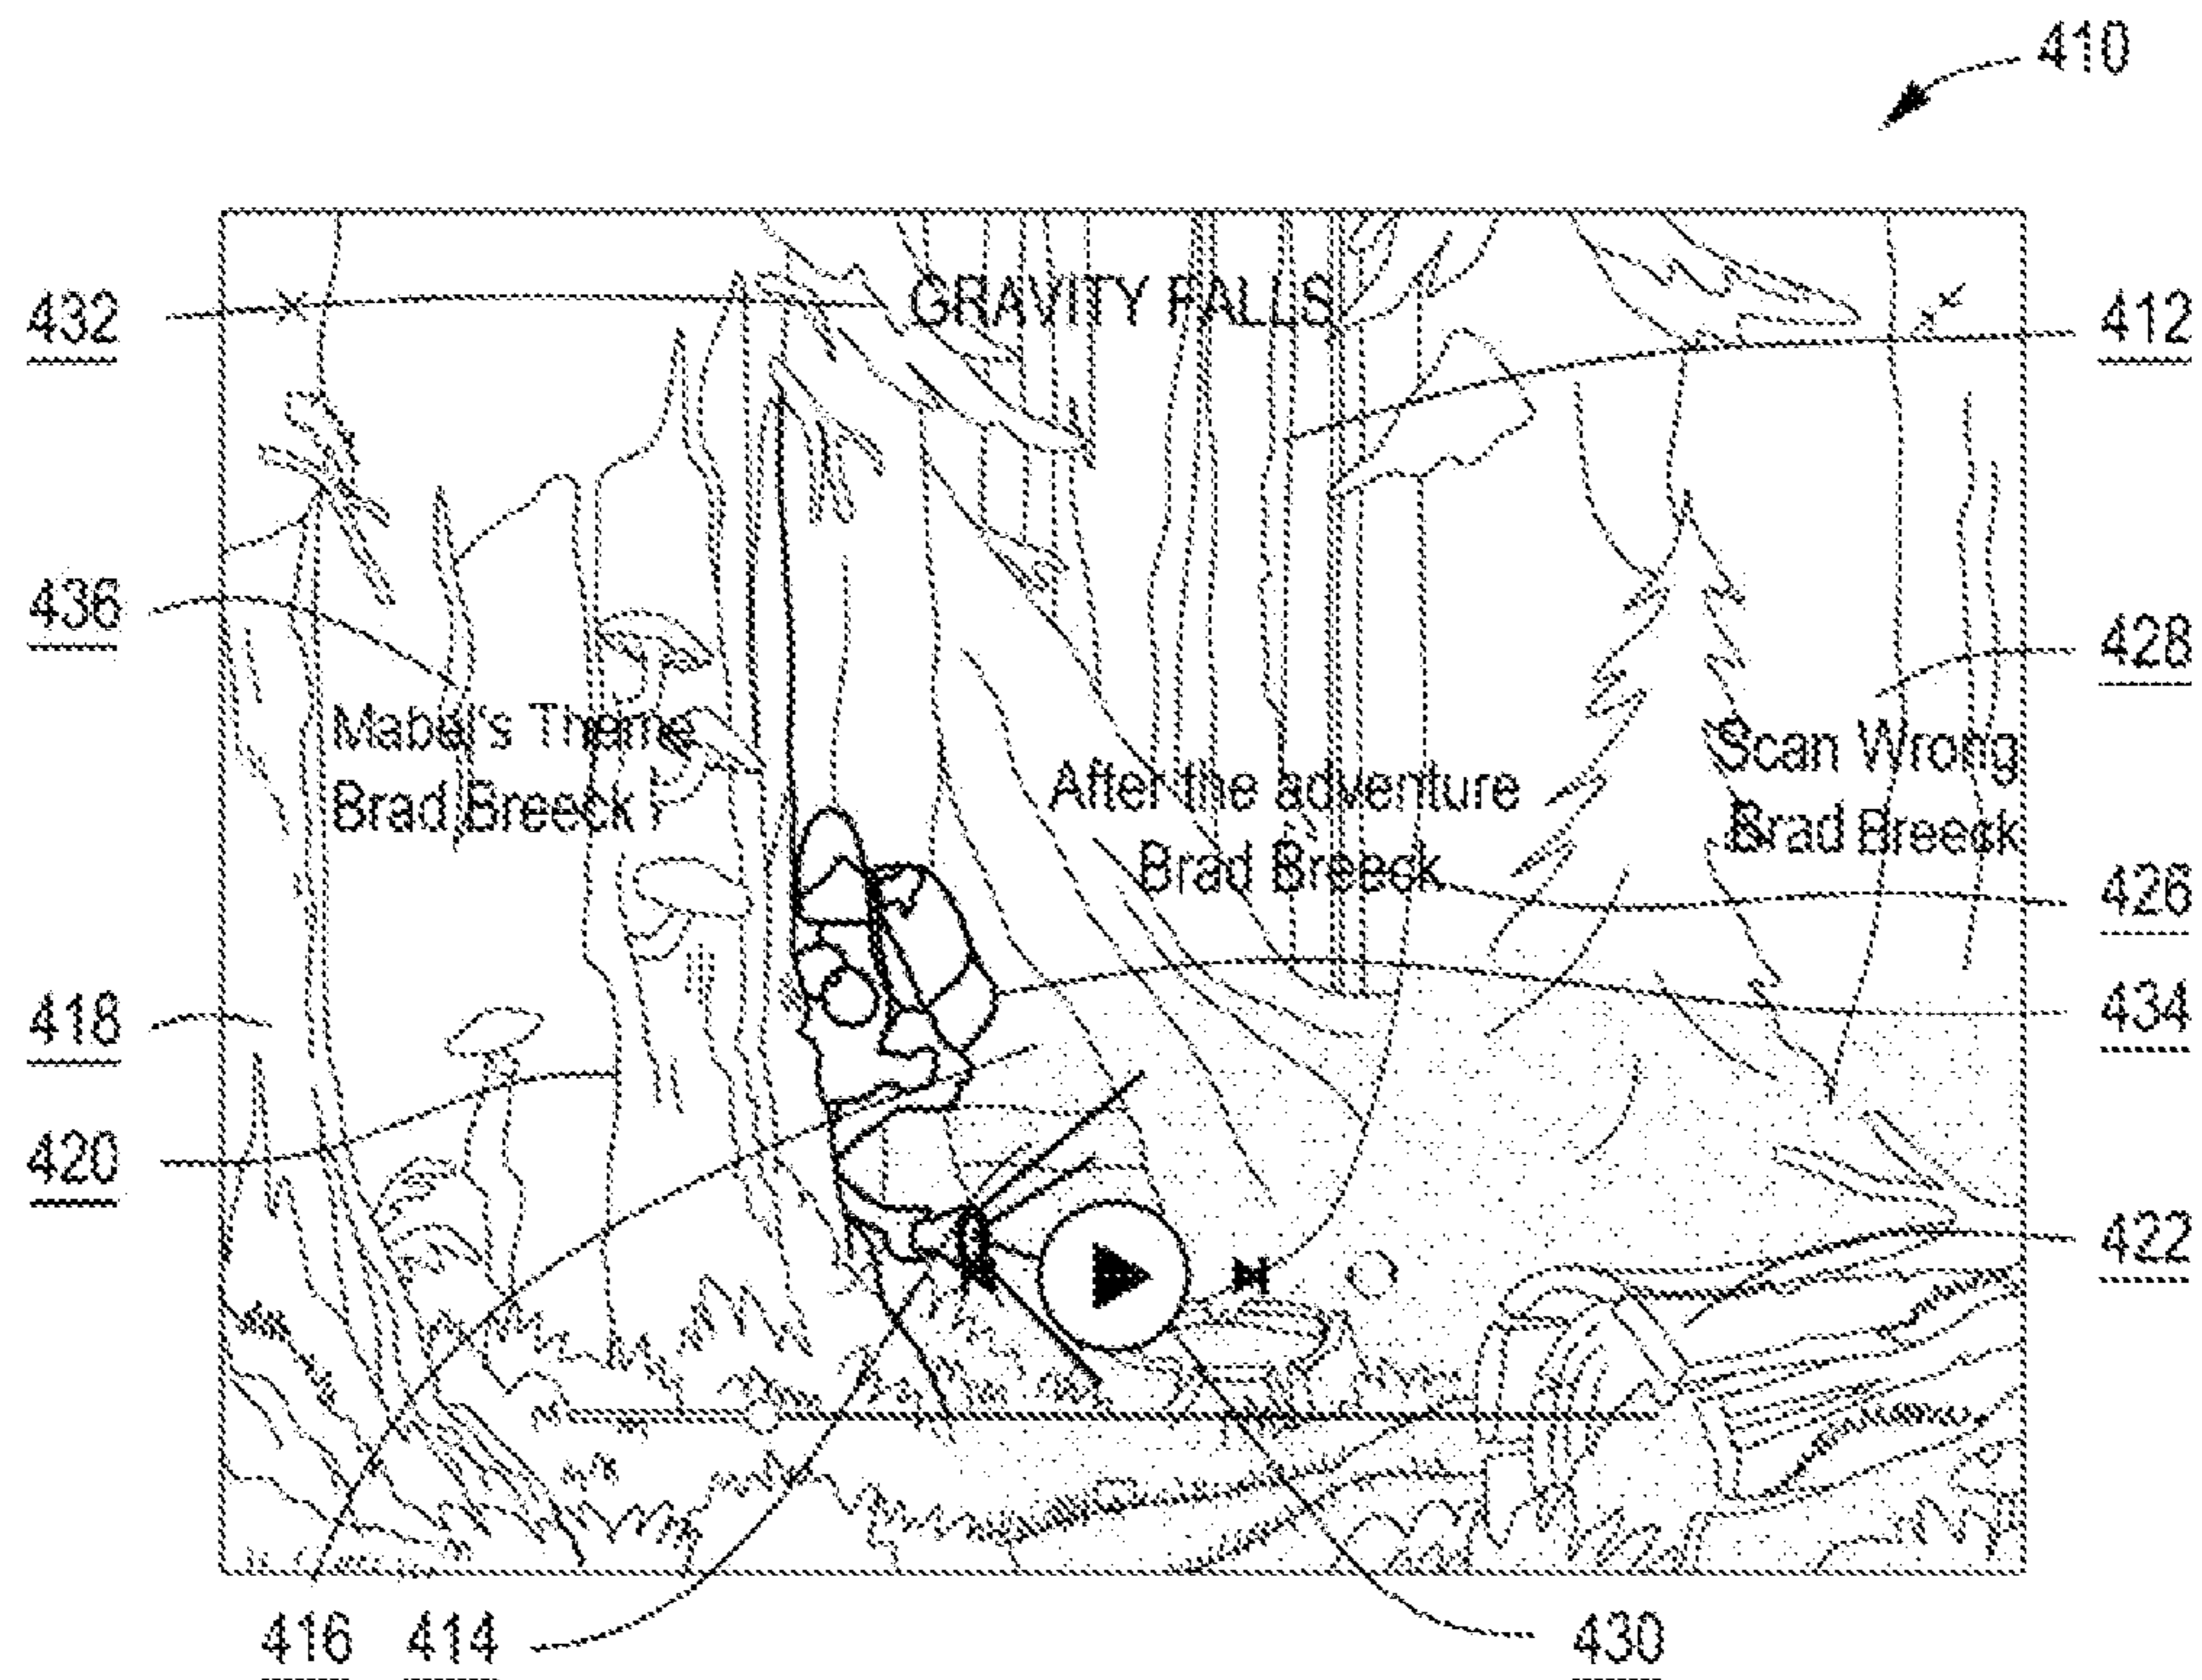 410
GRAVITY FALLS
432
412
436
428
Mabel's Theme
Brad Breeck
After the adventure
Brad Breeck
Scan Wrong
Brad Breeck
426
418
434
420
422
416
414
430